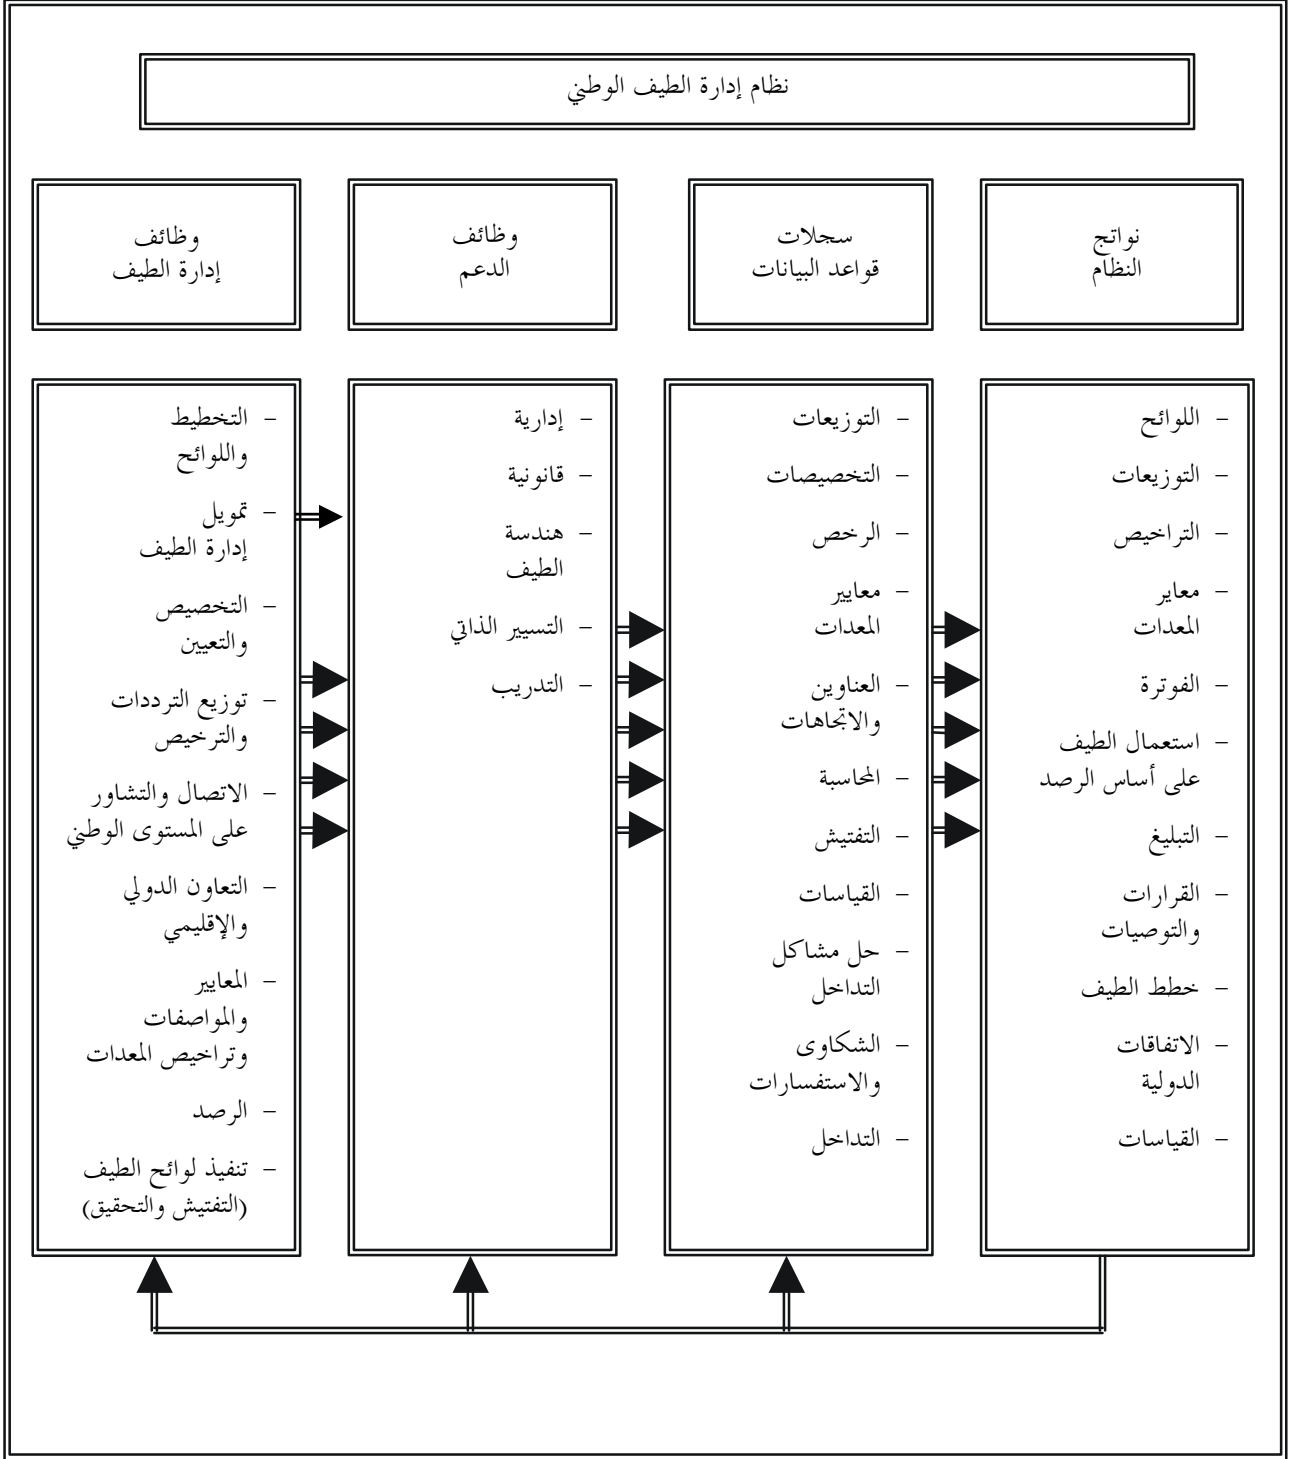 نظام إدارة الطيف الوطني
وظائف
إدارة الطيف
وظائف
الدعم
سجلات
قواعد البيانات
نواتج
النظام
– التخطيط
واللوائح
– تمويل
إدارة الطيف
– التخصيص
والتعيين
– توزيع الترددات
والترخيص
– الاتصال والتشاور
على المستوى الوطني
– التعاون الدولي
والإقليمي
– المعايير
والمواصفات
وتراخيص المعدات
– الرصد
– تنفيذ لوائح الطيف
(التفتيش والتحقيق)
– إدارية
– قانونية
– هندسة
الطيف
– التسيير الذاتي
– التدريب
– التوزيعات
– التخصيصات
– الرخص
– معايير
المعدات
– العناوين
والاتجاهات
– المحاسبة
– التفتيش
– القياسات
– حل مشاكل
التداخل
– الشكاوى
والاستفسارات
– التداخل
– اللوائح
– التوزيعات
– التراخيص
– معاير
المعدات
– الفوترة
– استعمال الطيف
على أساس الرصد
– التبليغ
– القرارات
والتوصيات
– خطط الطيف
– الاتفاقات
الدولية
– القياسات